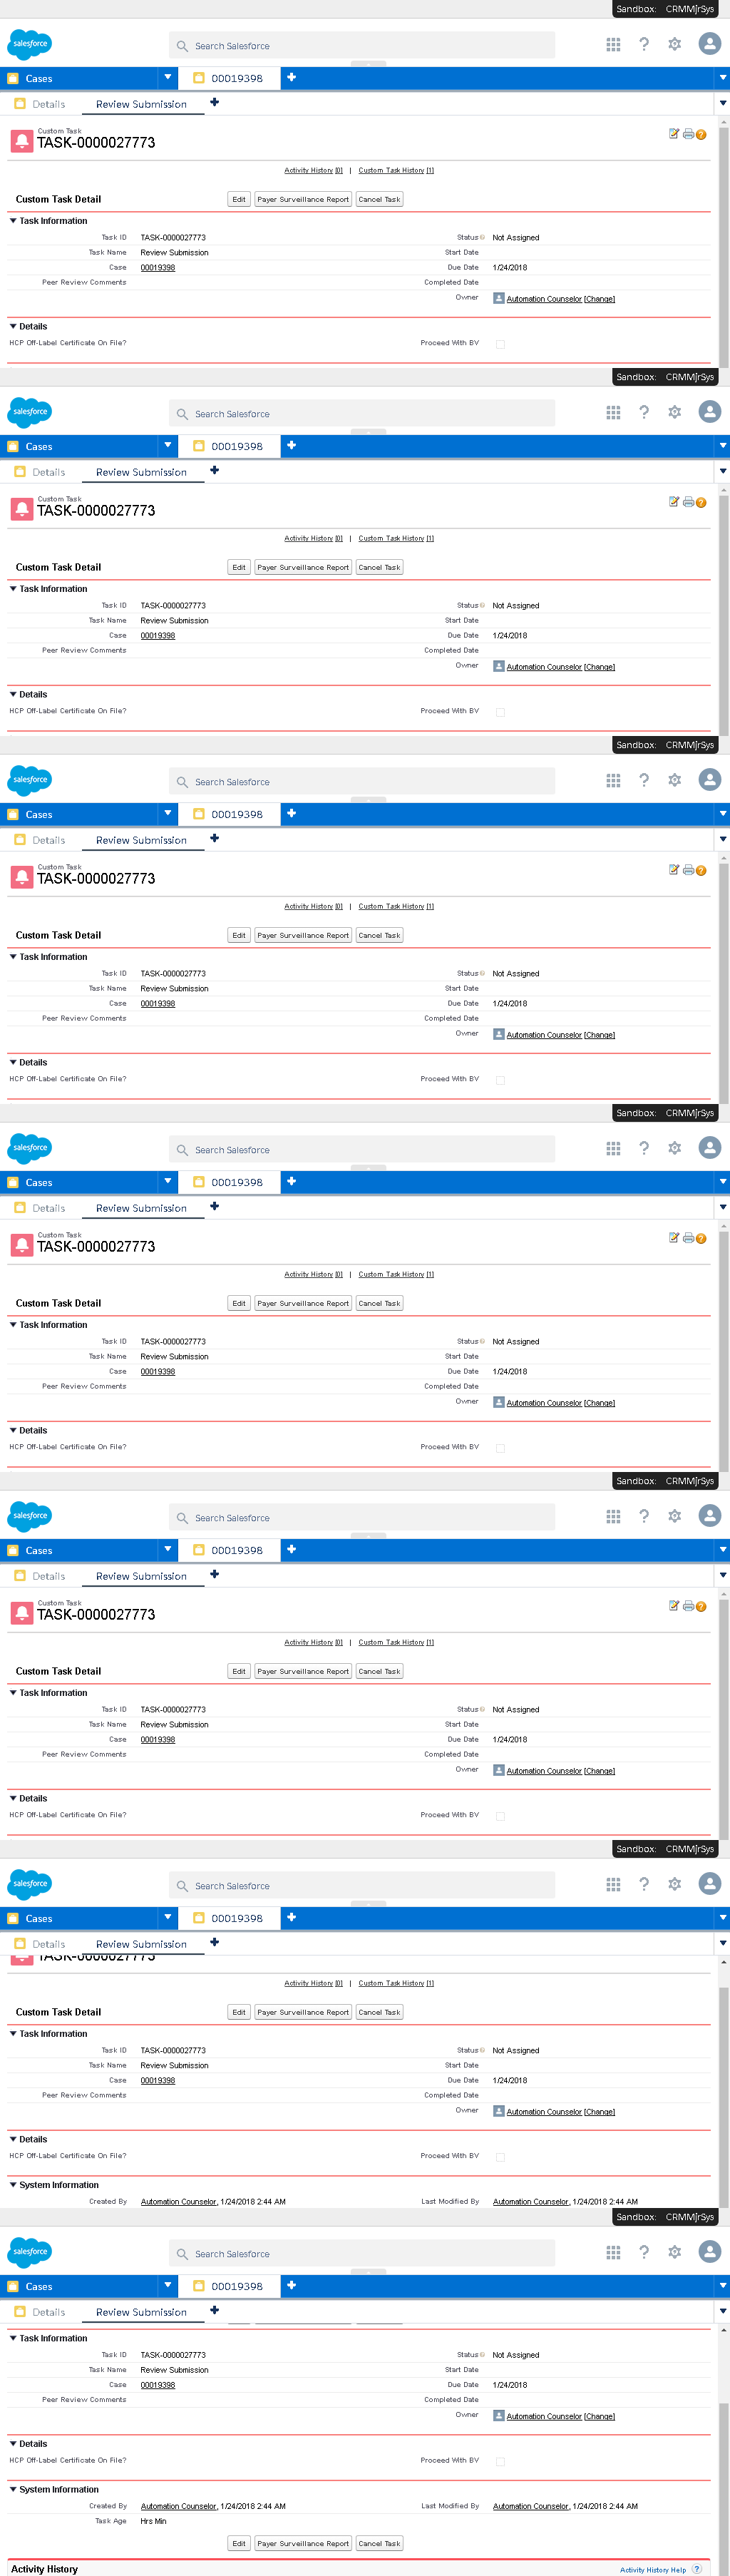 Sandbox: CRMMjrSys
salesforce
Search Salesforce
Cases
00019398
Details
Review Submission
Custom Task
TASK-0000027773
Activity History [0] | Custom Task History [1]
Custom Task Detail
Edit
Payer Surveillance Report
Cancel Task
Task Information
Task ID TASK-0000027773 Status Not Assigned
Task Name Review Submission Start Date
Case 00019398 Due Date 1/24/2018
Peer Review Comments Completed Date
Owner Automation Counselor [Change]
Details
HCP Off-Label Certificate On File? Proceed With BV
Sandbox: CRMMjrSys
salesforce
Search Salesforce
Cases
00019398
Details
Review Submission
Custom Task
TASK-0000027773
Activity History [0] | Custom Task History [1]
Custom Task Detail
Edit
Payer Surveillance Report
Cancel Task
Task Information
Task ID TASK-0000027773 Status Not Assigned
Task Name Review Submission Start Date
Case 00019398 Due Date 1/24/2018
Peer Review Comments Completed Date
Owner Automation Counselor [Change]
Details
HCP Off-Label Certificate On File? Proceed With BV
Sandbox: CRMMjrSys
salesforce
Search Salesforce
Cases
00019398
Details
Review Submission
Custom Task
TASK-0000027773
Activity History [0] | Custom Task History [1]
Custom Task Detail
Edit
Payer Surveillance Report
Cancel Task
Task Information
Task ID TASK-0000027773 Status Not Assigned
Task Name Review Submission Start Date
Case 00019398 Due Date 1/24/2018
Peer Review Comments Completed Date
Owner Automation Counselor [Change]
Details
HCP Off-Label Certificate On File? Proceed With BV
Sandbox: CRMMjrSys
salesforce
Search Salesforce
Cases
00019398
Details
Review Submission
Custom Task
TASK-0000027773
Activity History [0] | Custom Task History [1]
Custom Task Detail
Edit
Payer Surveillance Report
Cancel Task
Task Information
Task ID TASK-0000027773 Status Not Assigned
Task Name Review Submission Start Date
Case 00019398 Due Date 1/24/2018
Peer Review Comments Completed Date
Owner Automation Counselor [Change]
Details
HCP Off-Label Certificate On File? Proceed With BV
Sandbox: CRMMjrSys
salesforce
Search Salesforce
Cases
00019398
Details
Review Submission
Custom Task
TASK-0000027773
Activity History [0] | Custom Task History [1]
Custom Task Detail
Edit
Payer Surveillance Report
Cancel Task
Task Information
Task ID TASK-0000027773 Status Not Assigned
Task Name Review Submission Start Date
Case 00019398 Due Date 1/24/2018
Peer Review Comments Completed Date
Owner Automation Counselor [Change]
Details
HCP Off-Label Certificate On File? Proceed With BV
Sandbox: CRMMjrSys
salesforce
Search Salesforce
Cases
00019398
Details
Review Submission
TASK-0000027773
Activity History [0] | Custom Task History [1]
Custom Task Detail
Edit
Payer Surveillance Report
Cancel Task
Task Information
Task ID TASK-0000027773 Status Not Assigned
Task Name Review Submission Start Date
Case 00019398 Due Date 1/24/2018
Peer Review Comments Completed Date
Owner Automation Counselor [Change]
Details
HCP Off-Label Certificate On File? Proceed With BV
System Information
Created By Automation Counselor, 1/24/2018 2:44 AM Last Modified By Automation Counselor, 1/24/2018 2:44 AM
Sandbox: CRMMjrSys
salesforce
Search Salesforce
Cases
00019398
Details
Review Submission
Task Information
Task ID TASK-0000027773 Status Not Assigned
Task Name Review Submission Start Date
Case 00019398 Due Date 1/24/2018
Peer Review Comments Completed Date
Owner Automation Counselor [Change]
Details
HCP Off-Label Certificate On File? Proceed With BV
System Information
Created By Automation Counselor, 1/24/2018 2:44 AM Last Modified By Automation Counselor, 1/24/2018 2:44 AM
Task Age Hrs Min
Edit
Payer Surveillance Report
Cancel Task
Activity History
Activity History Help ?